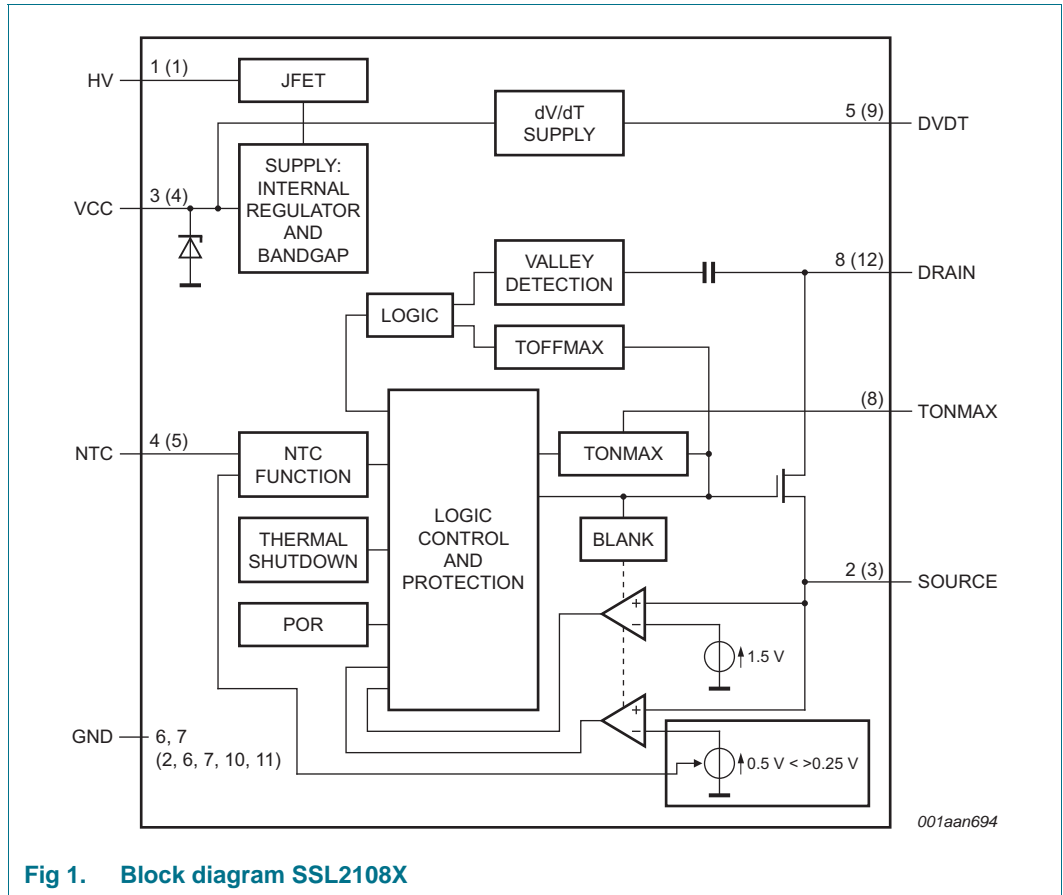 HV
1 (1)
JFET
dV/dT
SUPPLY
5 (9)
DVDT
SUPPLY:
INTERNAL
REGULATOR
AND
BANDGAP
VCC
3 (4)
VALLEY
DETECTION
8 (12)
DRAIN
LOGIC
TOFFMAX
(8)
TONMAX
NTC
4 (5)
NTC
FUNCTION
TONMAX
LOGIC
CONTROL
AND
PROTECTION
BLANK
THERMAL
SHUTDOWN
2 (3)
SOURCE
POR
+
−
1.5 V
+
−
GND
6, 7
(2, 6, 7, 10, 11)
0.5 V < >0.25 V
001aan694
Fig 1. Block diagram SSL2108X